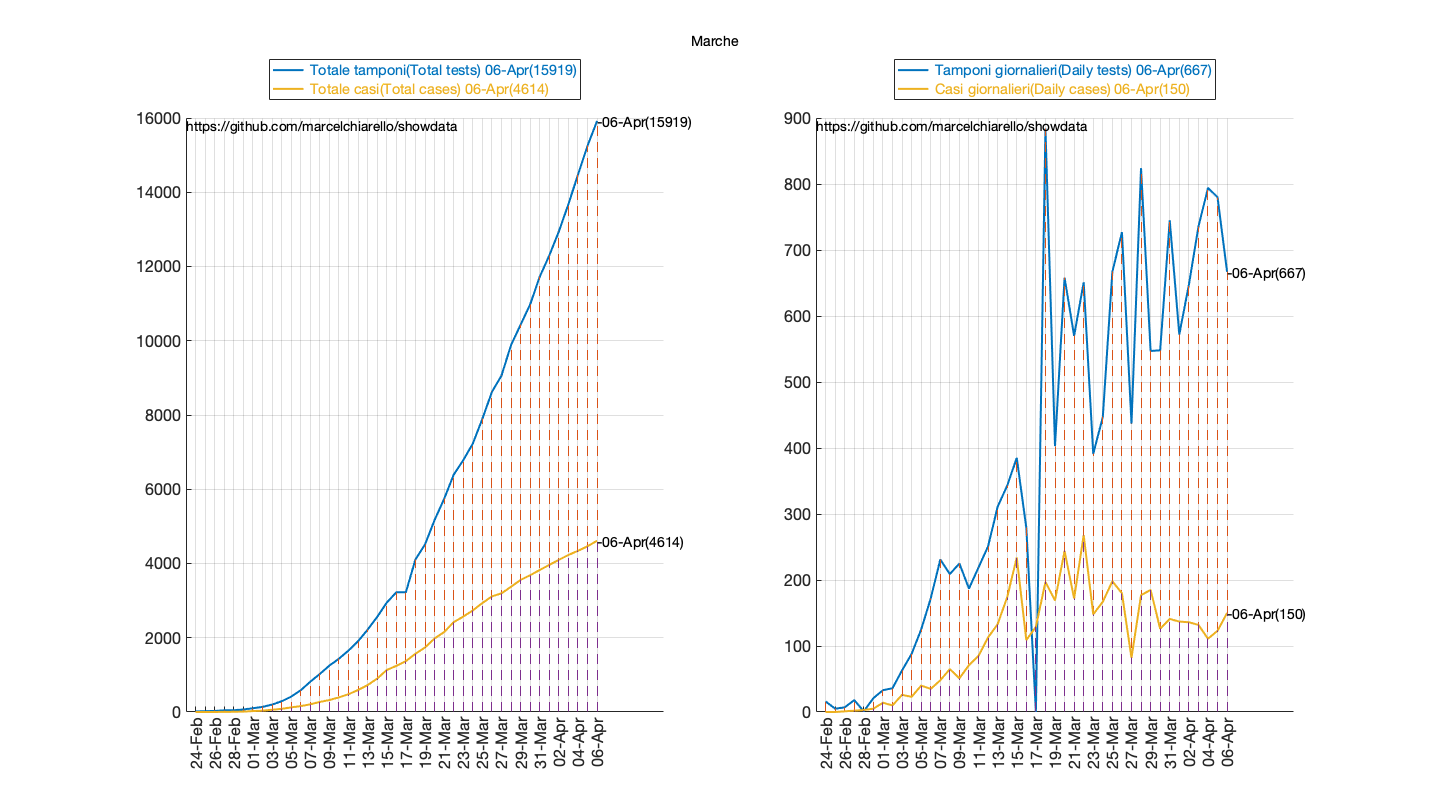 Marche
Totale tamponi(Total tests) 06-Apr(15919)
Totale casi(Total cases) 06-Apr(4614)
https://github.com/marcelchiarello/showdata
16000
14000
12000
10000
8000
6000
4000
2000
0
06-Apr(15919)
06-Apr(4614)
24-Feb
26-Feb
28-Feb
01-Mar
03-Mar
05-Mar
07-Mar
09-Mar
11-Mar
13-Mar
15-Mar
17-Mar
19-Mar
21-Mar
23-Mar
25-Mar
27-Mar
29-Mar
31-Mar
02-Apr
04-Apr
06-Apr
Tamponi giornalieri(Daily tests) 06-Apr(667)
Casi giornalieri(Daily cases) 06-Apr(150)
https://github.com/marcelchiarello/showdata
900
800
700
600
500
400
300
200
100
0
06-Apr(667)
06-Apr(150)
24-Feb
26-Feb
28-Feb
01-Mar
03-Mar
05-Mar
07-Mar
09-Mar
11-Mar
13-Mar
15-Mar
17-Mar
19-Mar
21-Mar
23-Mar
25-Mar
27-Mar
29-Mar
31-Mar
02-Apr
04-Apr
06-Apr